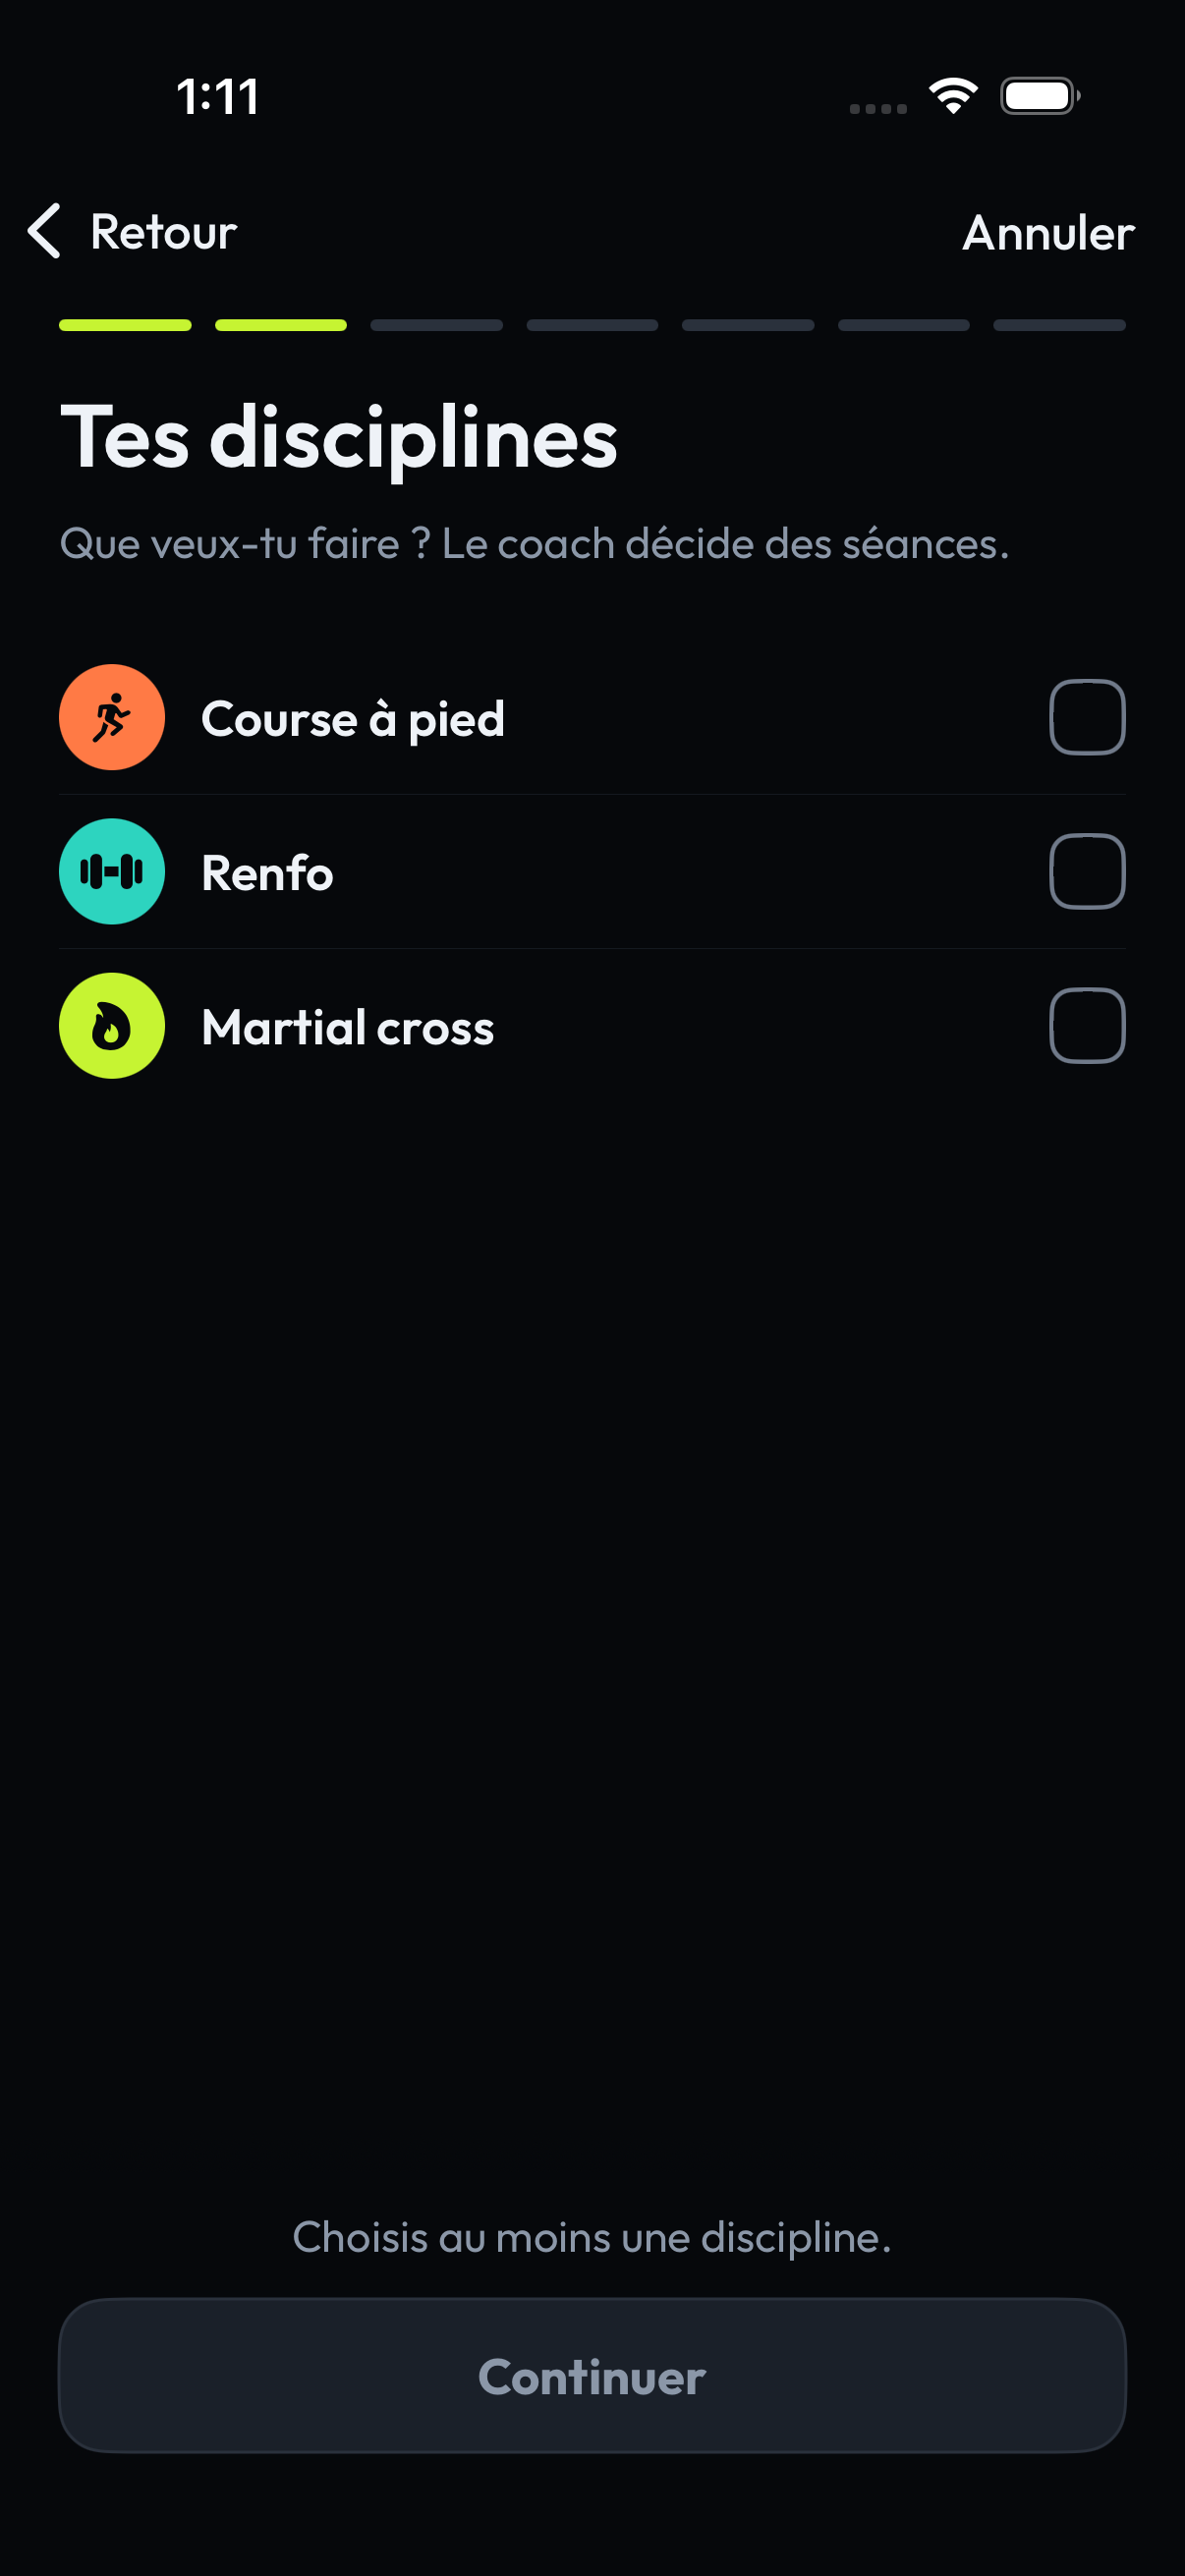 1:11
Retour
Annuler
Tes disciplines
Que veux-tu faire ? Le coach décide des séances.
Course à pied
Renfo
Martial cross
Choisis au moins une discipline.
Continuer